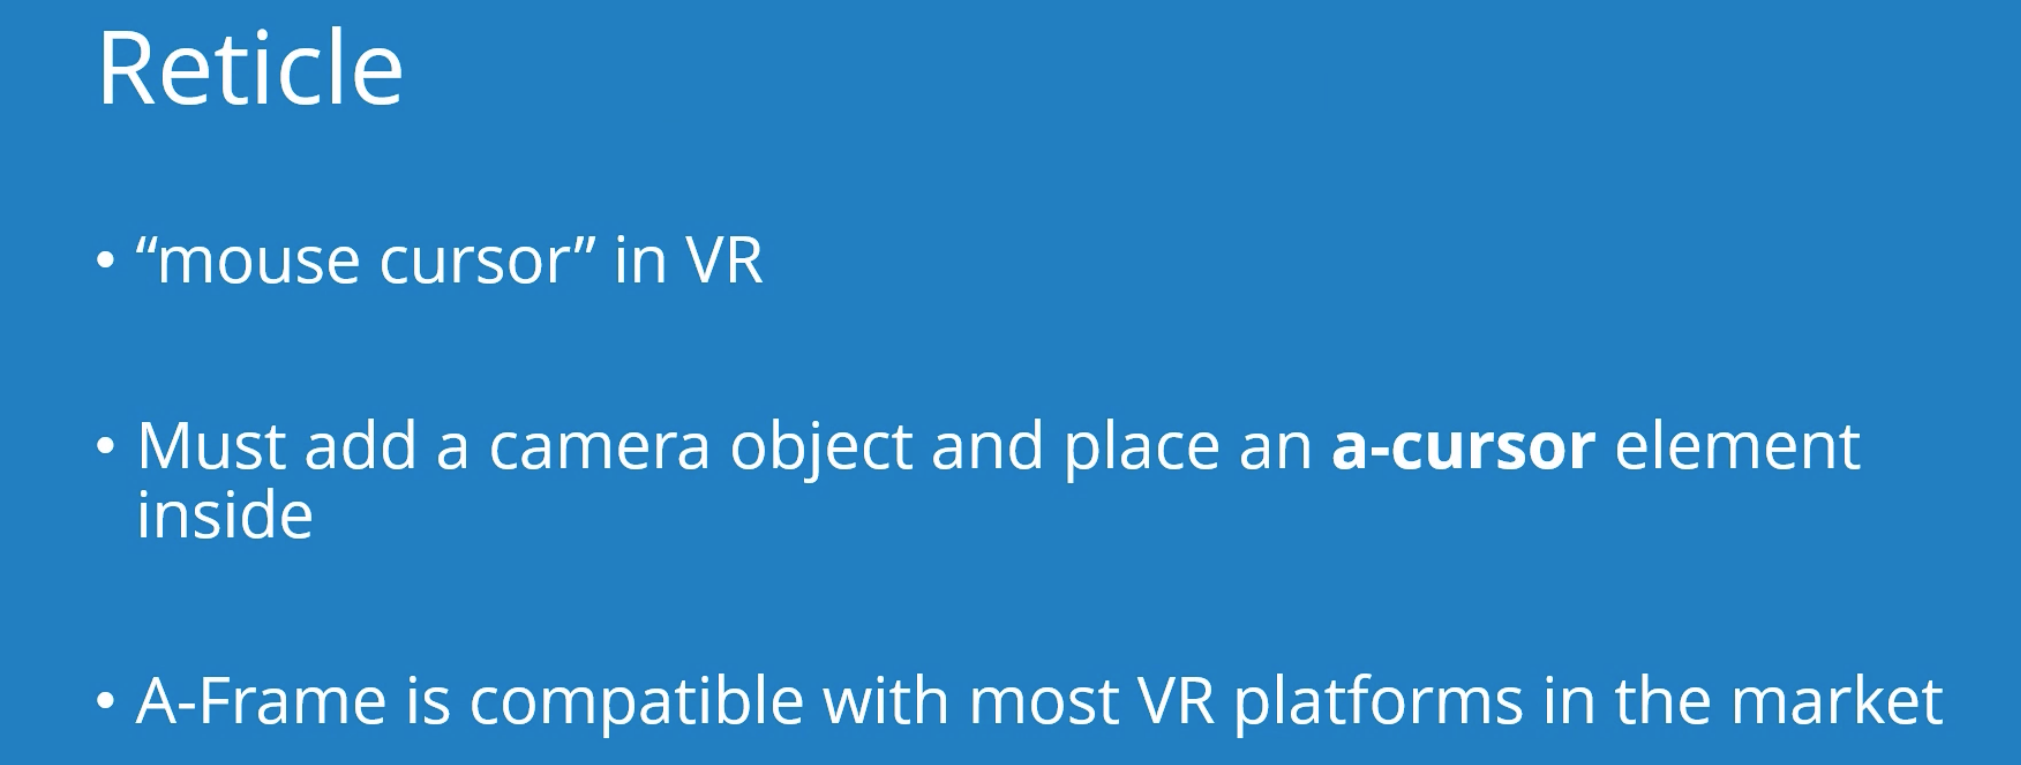 Reticle
• “mouse cursor” in VR
• Must add a camera object and place an a-cursor element
inside
• A-Frame is compatible with most VR platforms in the market